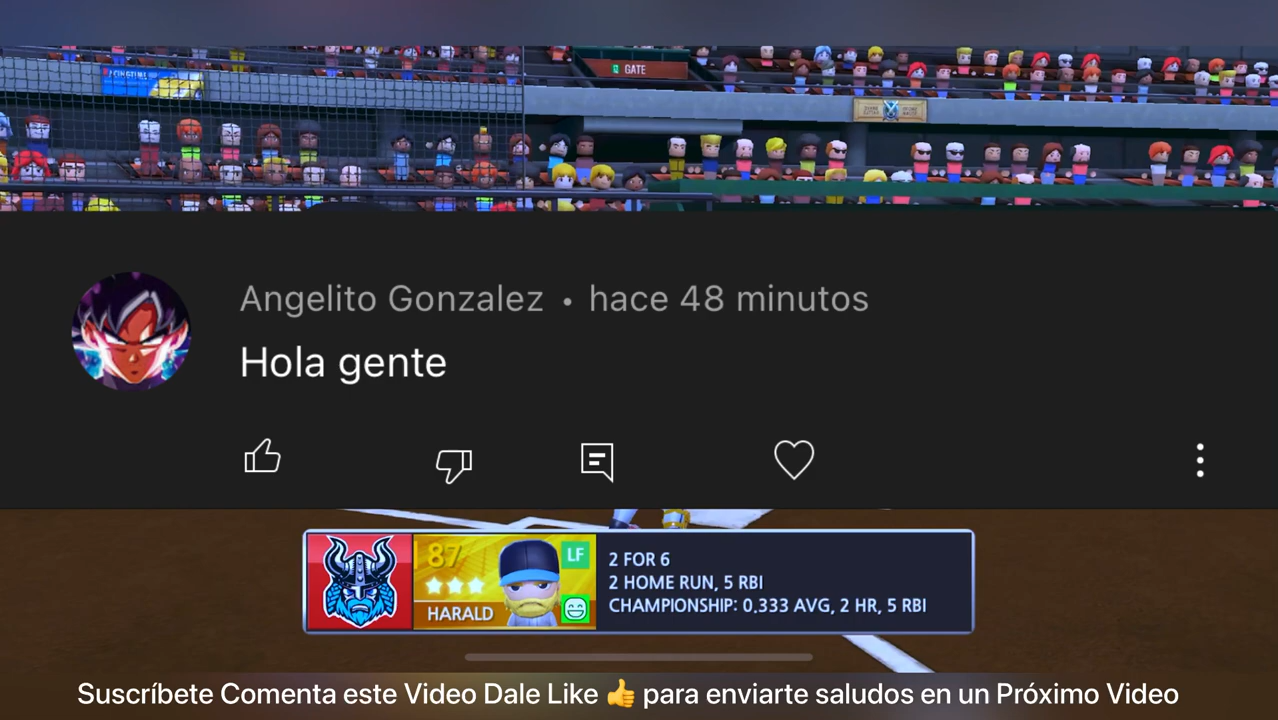 GATE
Angelito Gonzalez • hace 48 minutos
Hola gente
87
LF
HARALD
2 FOR 6
2 HOME RUN, 5 RBI
CHAMPIONSHIP: 0,333 AVG, 2 HR, 5 RBI
Suscríbete Comenta este Video Dale Like 👍 para enviarte saludos en un Próximo Video